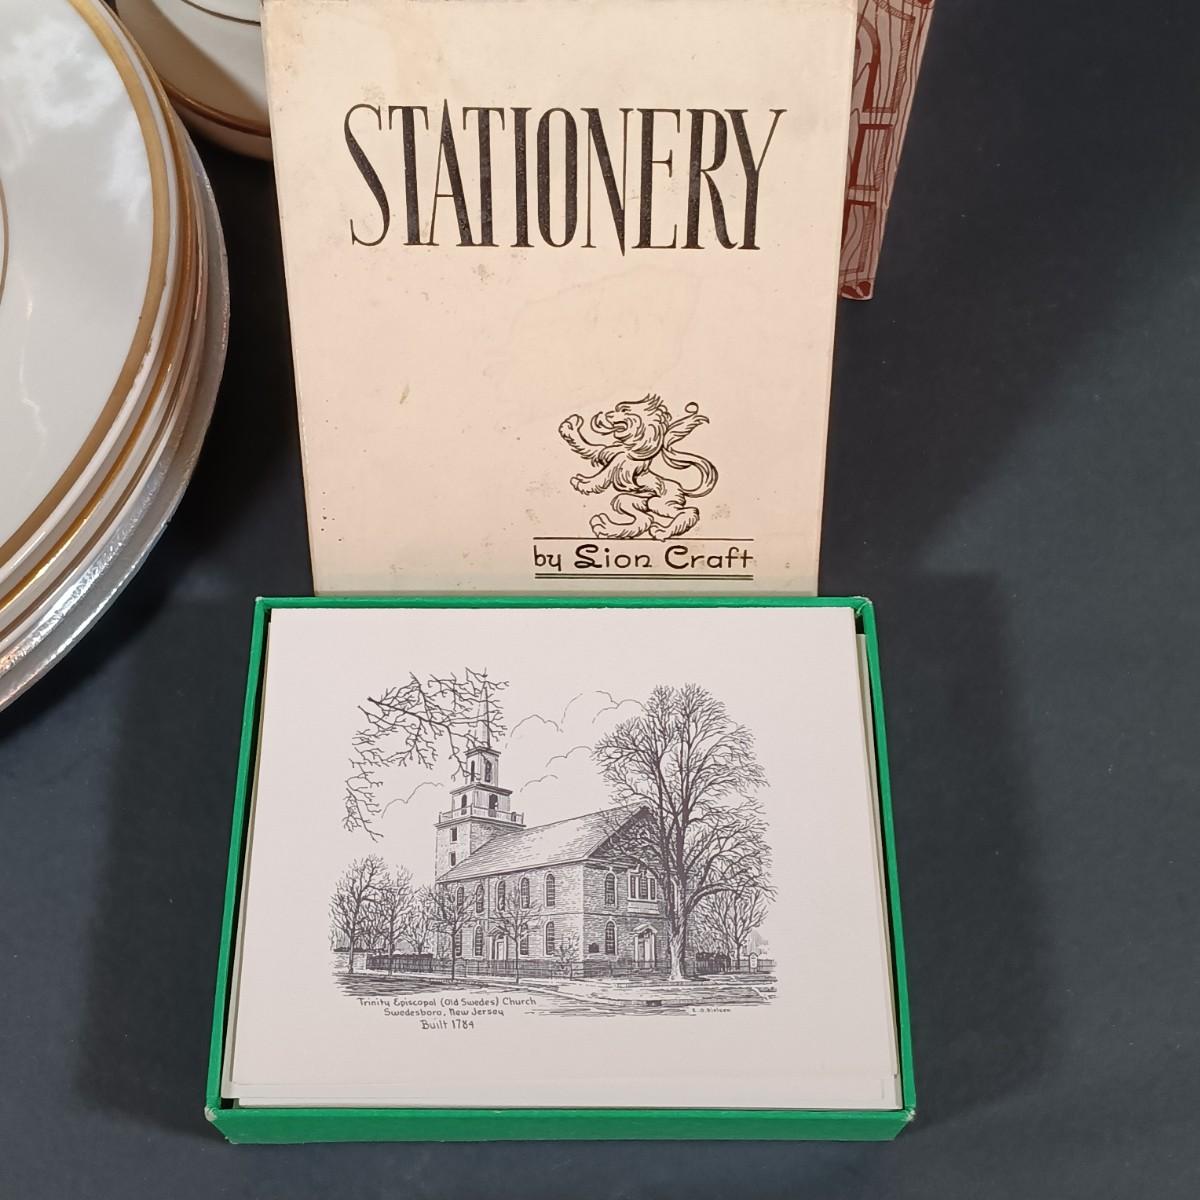 STATIONERY
by Lion Craft
Trinity Episcopal (Old Swedes) Church
Swedesboro, New Jersey
Built 1784